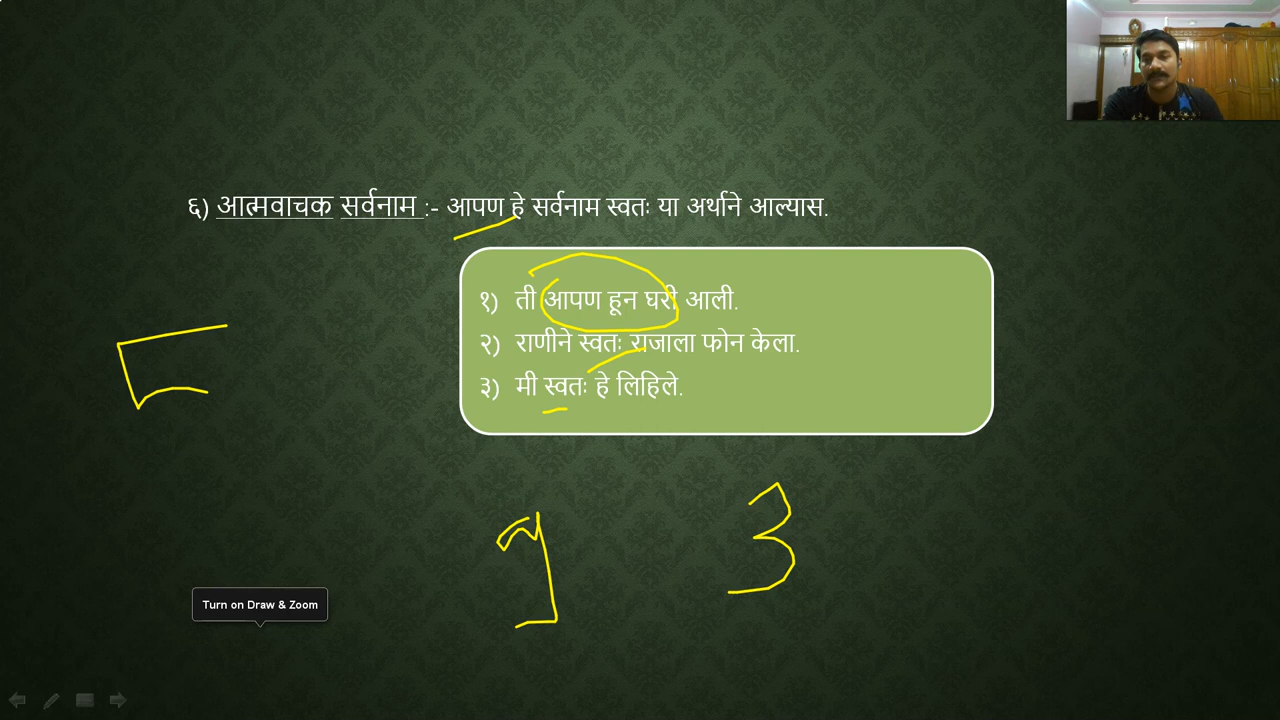 ६) आत्मवाचक सर्वनाम :- आपण हे सर्वनाम स्वतः या अर्थाने आल्यास.
१) ती आपण हून घरी आली.
२) राणीने स्वतः राजाला फोन केला.
३) मी स्वतः हे लिहिले.
3
Turn on Draw & Zoom